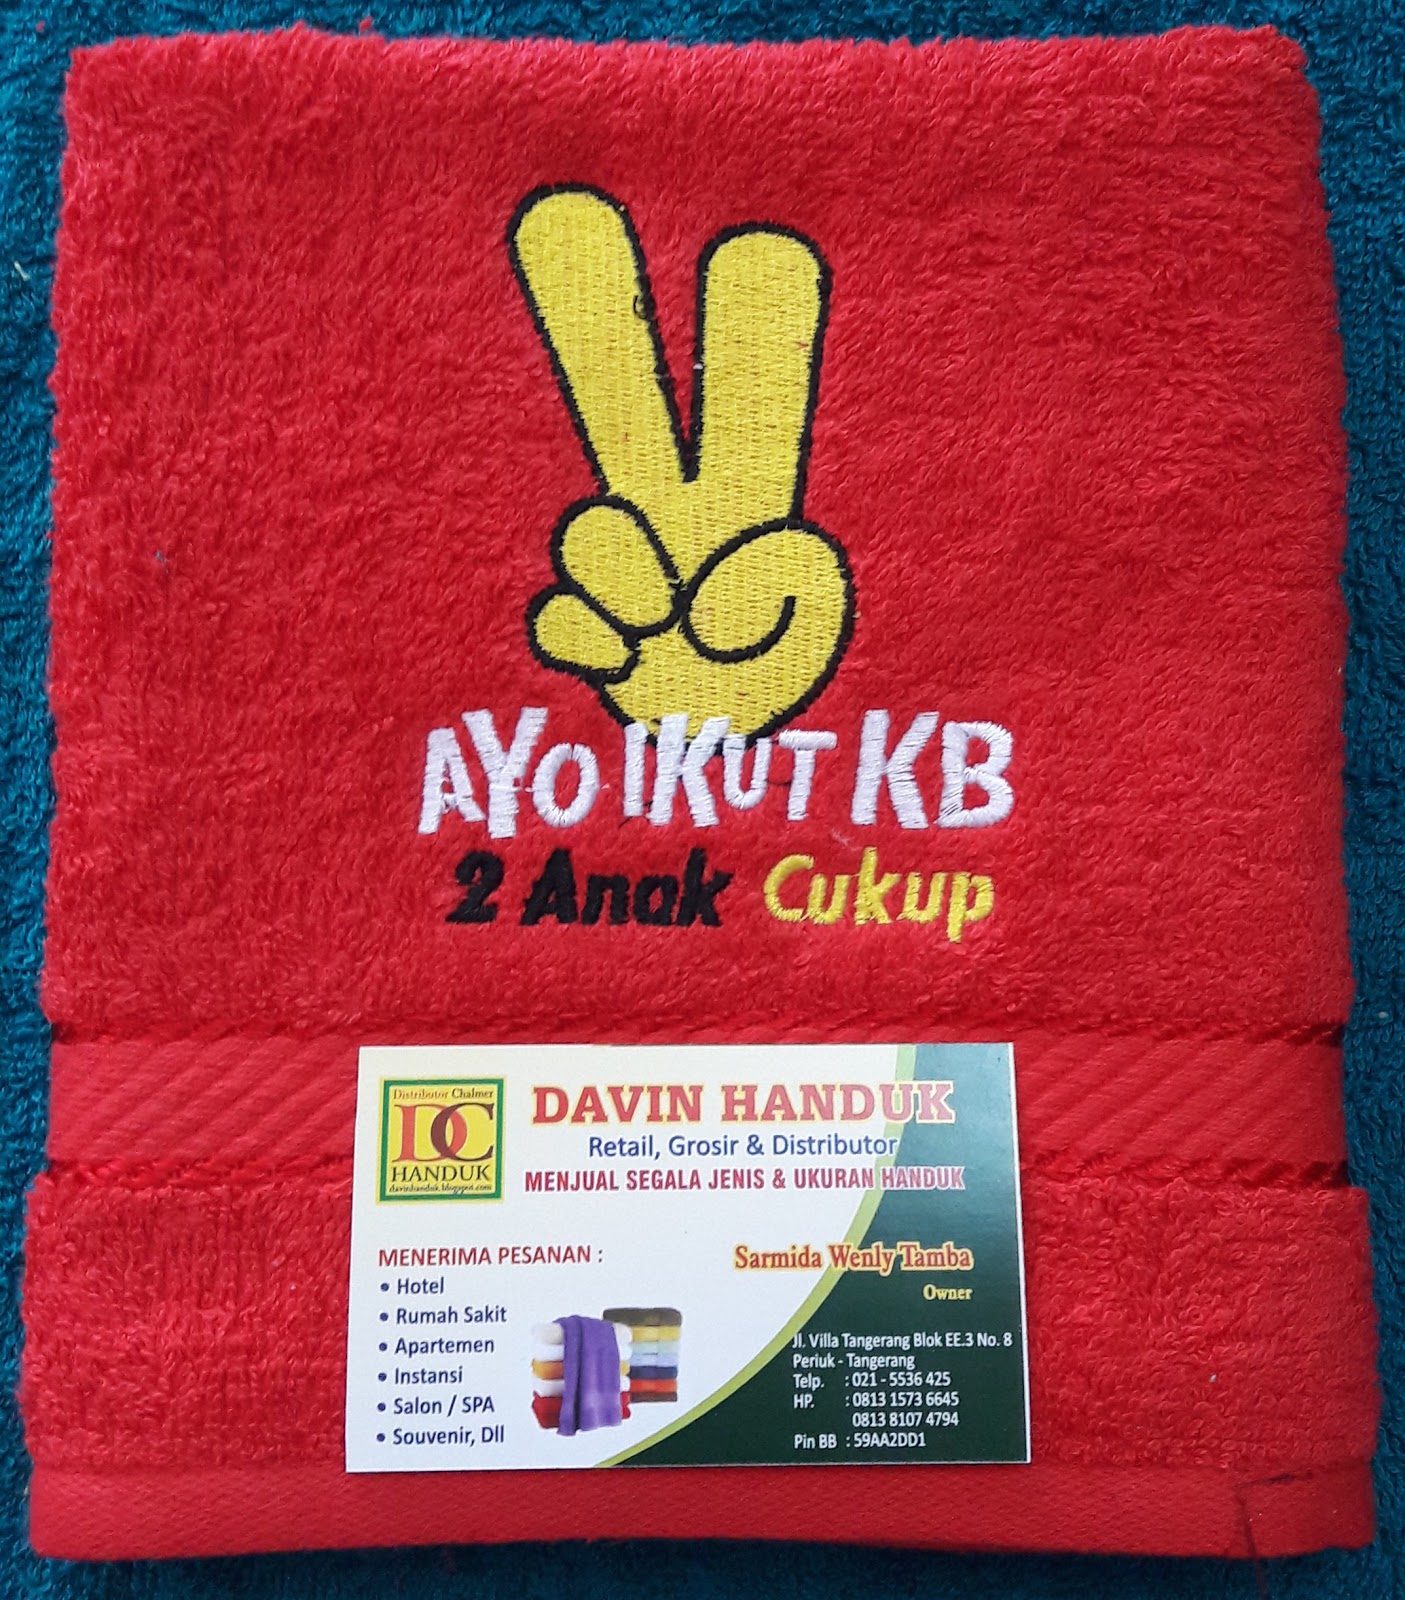 AYO IKUT KB
2 Anak Cukup
Distributor Chalmer
DC
HANDUK
davinhanduk.blogspot.com
DAVIN HANDUK
Retail, Grosir & Distributor
MENJUAL SEGALA JENIS & UKURAN HANDUK
MENERIMA PESANAN :
• Hotel
• Rumah Sakit
• Apartemen
• Instansi
• Salon / SPA
• Souvenir, Dll
Sarmida Wenly Tamba
Owner
Jl. Villa Tangerang Blok EE.3 No. 8
Periuk - Tangerang
Telp. : 021 - 5536 425
HP. : 0813 1573 6645
0813 8107 4794
Pin BB : 59AA2DD1